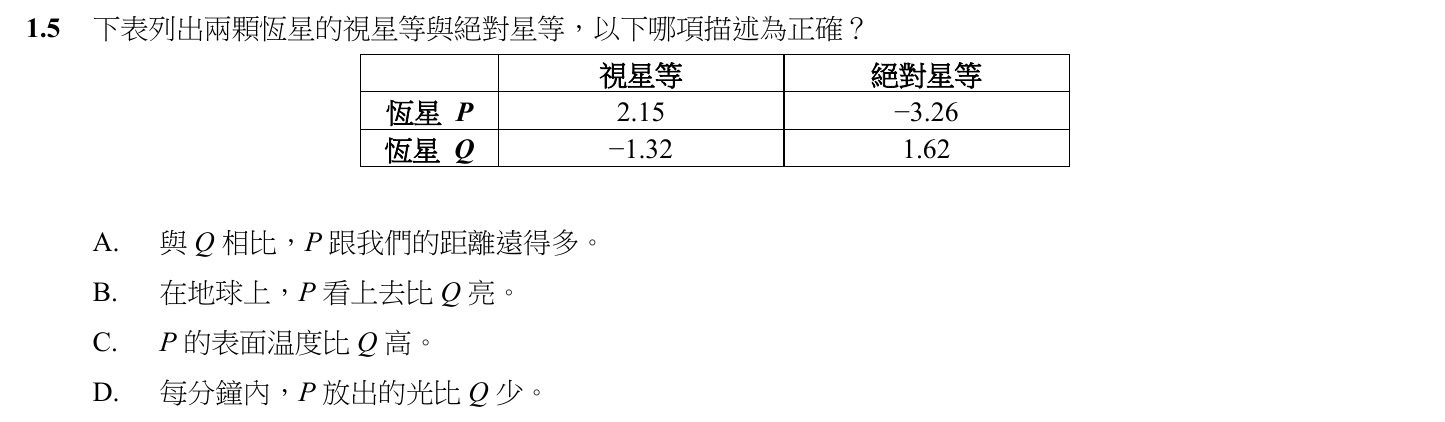 1.5 下表列出兩顆恆星的視星等與絕對星等，以下哪項描述為正確？
視星等 絕對星等
恆星 P 2.15 −3.26
恆星 Q −1.32 1.62
A. 與 Q 相比，P 跟我們的距離遠得多。
B. 在地球上，P 看上去比 Q 亮。
C. P 的表面温度比 Q 高。
D. 每分鐘內，P 放出的光比 Q 少。